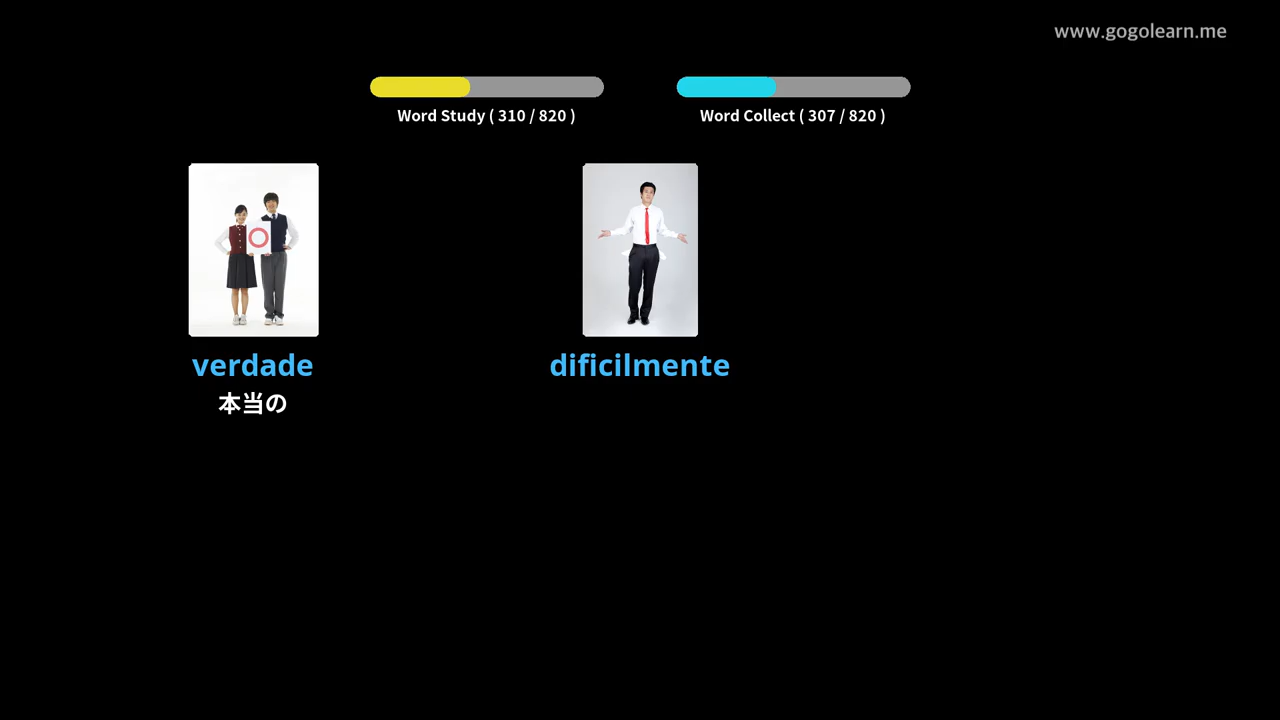 www.gogolearn.me
Word Study ( 310 / 820 )
Word Collect ( 307 / 820 )
verdade
dificilmente
本当の